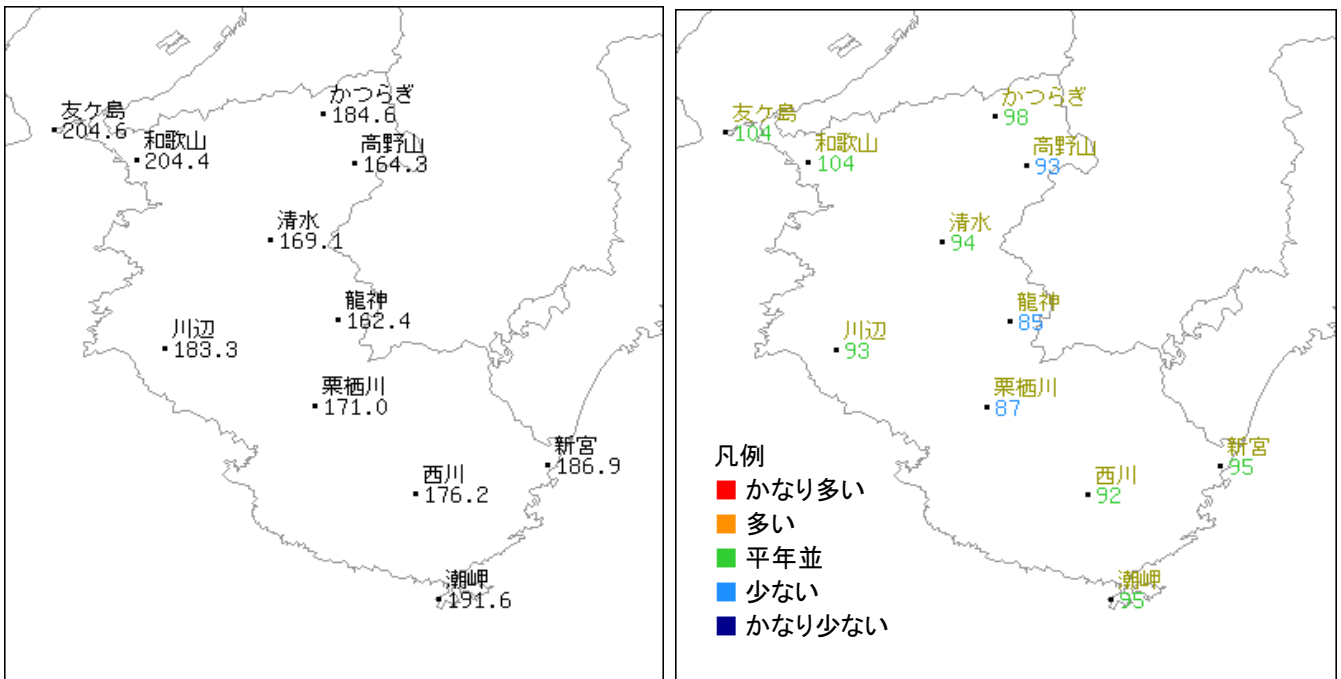 友ケ島
204.6
和歌山
204.4
かつらぎ
184.6
高野山
164.3
清水
169.1
龍神
162.4
川辺
183.3
栗栖川
171.0
新宮
186.9
西川
176.2
潮岬
191.6
友ケ島
104
和歌山
104
かつらぎ
98
高野山
93
清水
94
龍神
85
川辺
93
栗栖川
87
新宮
95
西川
92
潮岬
95
凡例
かなり多い
多い
平年並
少ない
かなり少ない